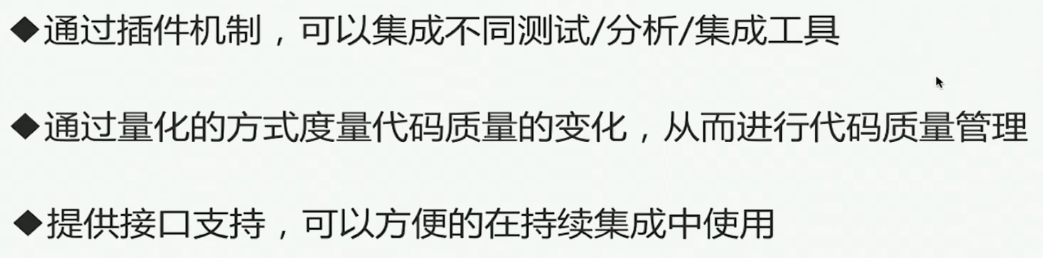 ◆通过插件机制，可以集成不同测试/分析/集成工具
◆通过量化的方式度量代码质量的变化，从而进行代码质量管理
◆提供接口支持，可以方便的在持续集成中使用